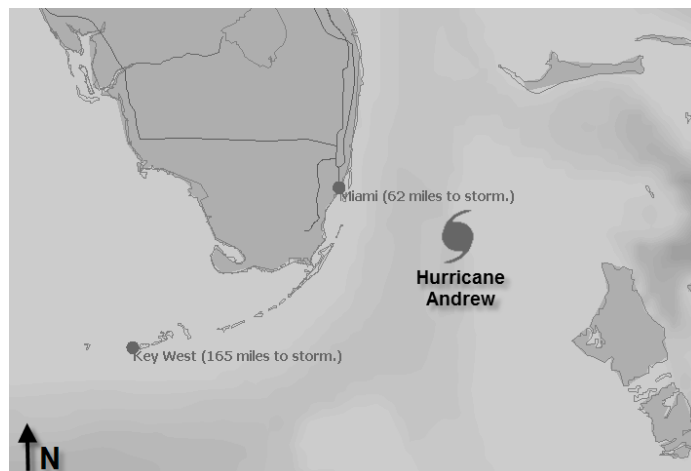 Miami (62 miles to storm.)
Hurricane
Andrew
Key West (165 miles to storm.)
N